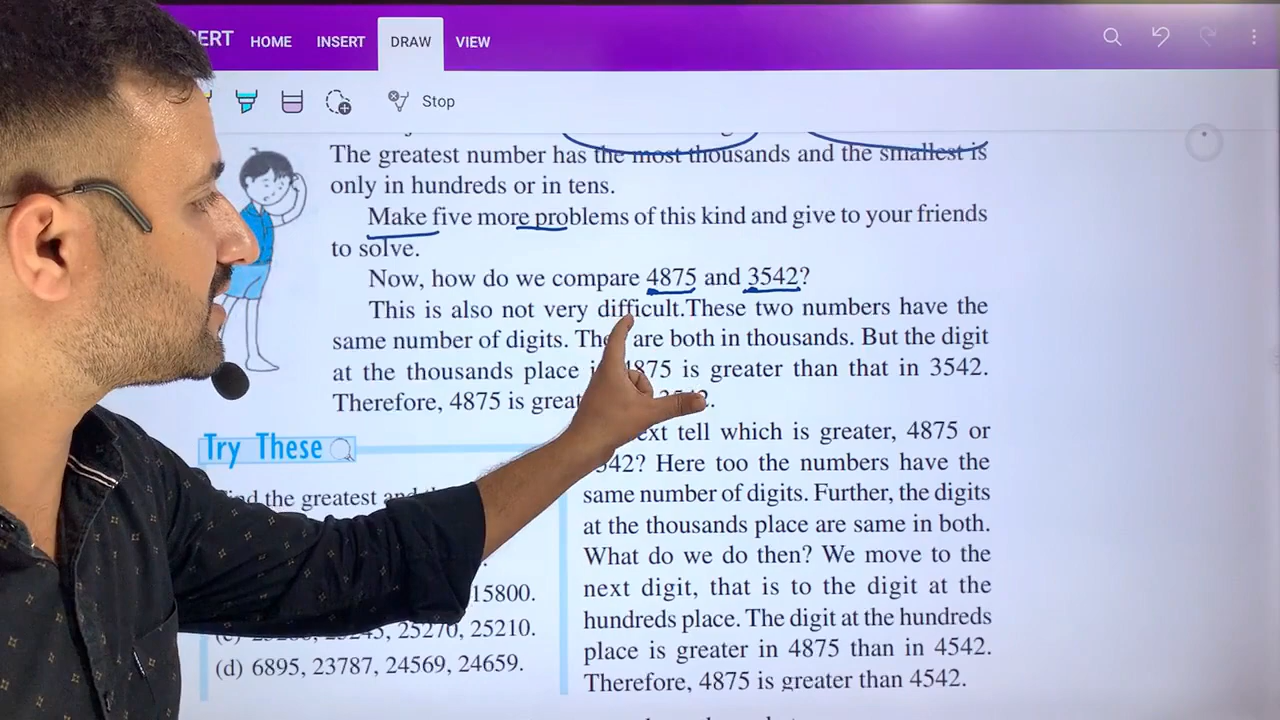 ERT HOME INSERT DRAW VIEW
Stop
The greatest number has the most thousands and the smallest is
only in hundreds or in tens.
Make five more problems of this kind and give to your friends
to solve.
Now, how do we compare 4875 and 3542?
This is also not very difficult.These two numbers have the
same number of digits. The are both in thousands. But the digit
at the thousands place i 4875 is greater than that in 3542.
Therefore, 4875 is great 3542.
Try These
ind the greatest and
15800.
25270, 25210.
(d) 6895, 23787, 24569, 24659.
ext tell which is greater, 4875 or
542? Here too the numbers have the
same number of digits. Further, the digits
at the thousands place are same in both.
What do we do then? We move to the
next digit, that is to the digit at the
hundreds place. The digit at the hundreds
place is greater in 4875 than in 4542.
Therefore, 4875 is greater than 4542.